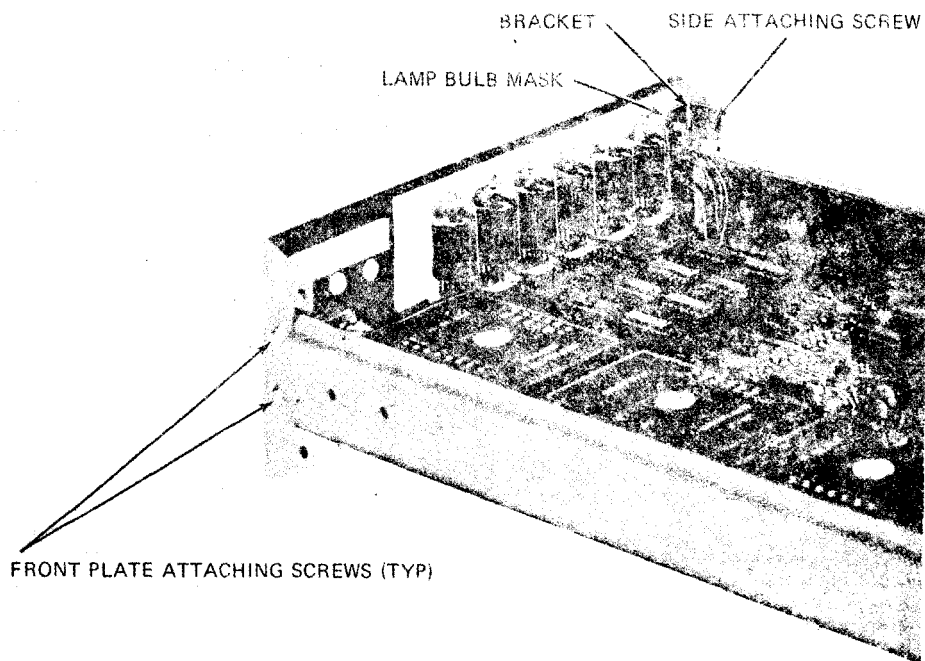 BRACKET
SIDE ATTACHING SCREW
LAMP BULB MASK
FRONT PLATE ATTACHING SCREWS (TYP)